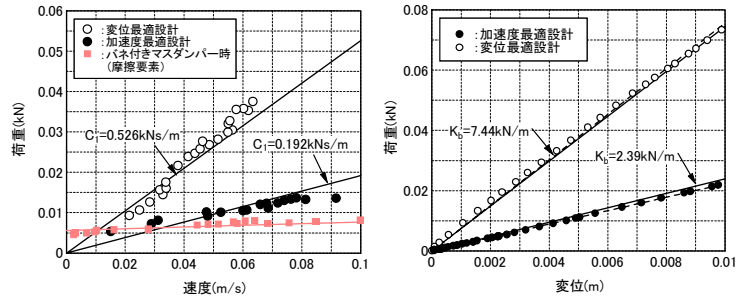 0.06
0.05
0.04
0.03
0.02
0.01
0
0
0.02
0.04
0.06
0.08
0.1
荷重(kN)
速度(m/s)
:変位最適設計
:加速度最適設計
:バネ付きマスダンパー時
(摩擦要素)
C1=0.526kNs/m
C1=0.192kNs/m
0.08
0.06
0.04
0.02
0
0
0.002
0.004
0.006
0.008
0.01
荷重(kN)
変位(m)
:加速度最適設計
:変位最適設計
Kb=7.44kN/m
Kb=2.39kN/m